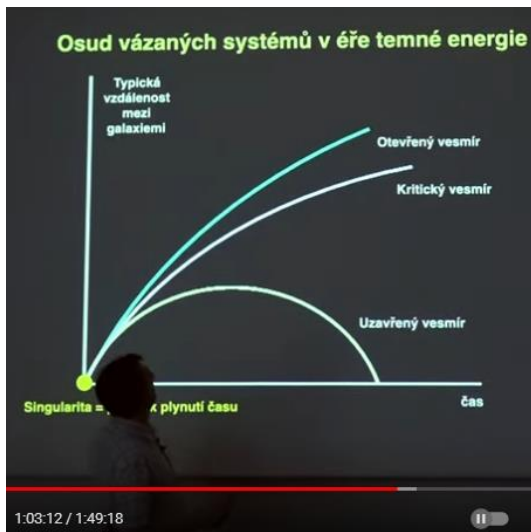 Osud vázaných systémů v éře temné energie
Typická
vzdálenost
mezi
galaxiemi
Otevřený vesmír
Kritický vesmír
Uzavřený vesmír
Singularita = plynutí času
čas
1:03:12 / 1:49:18